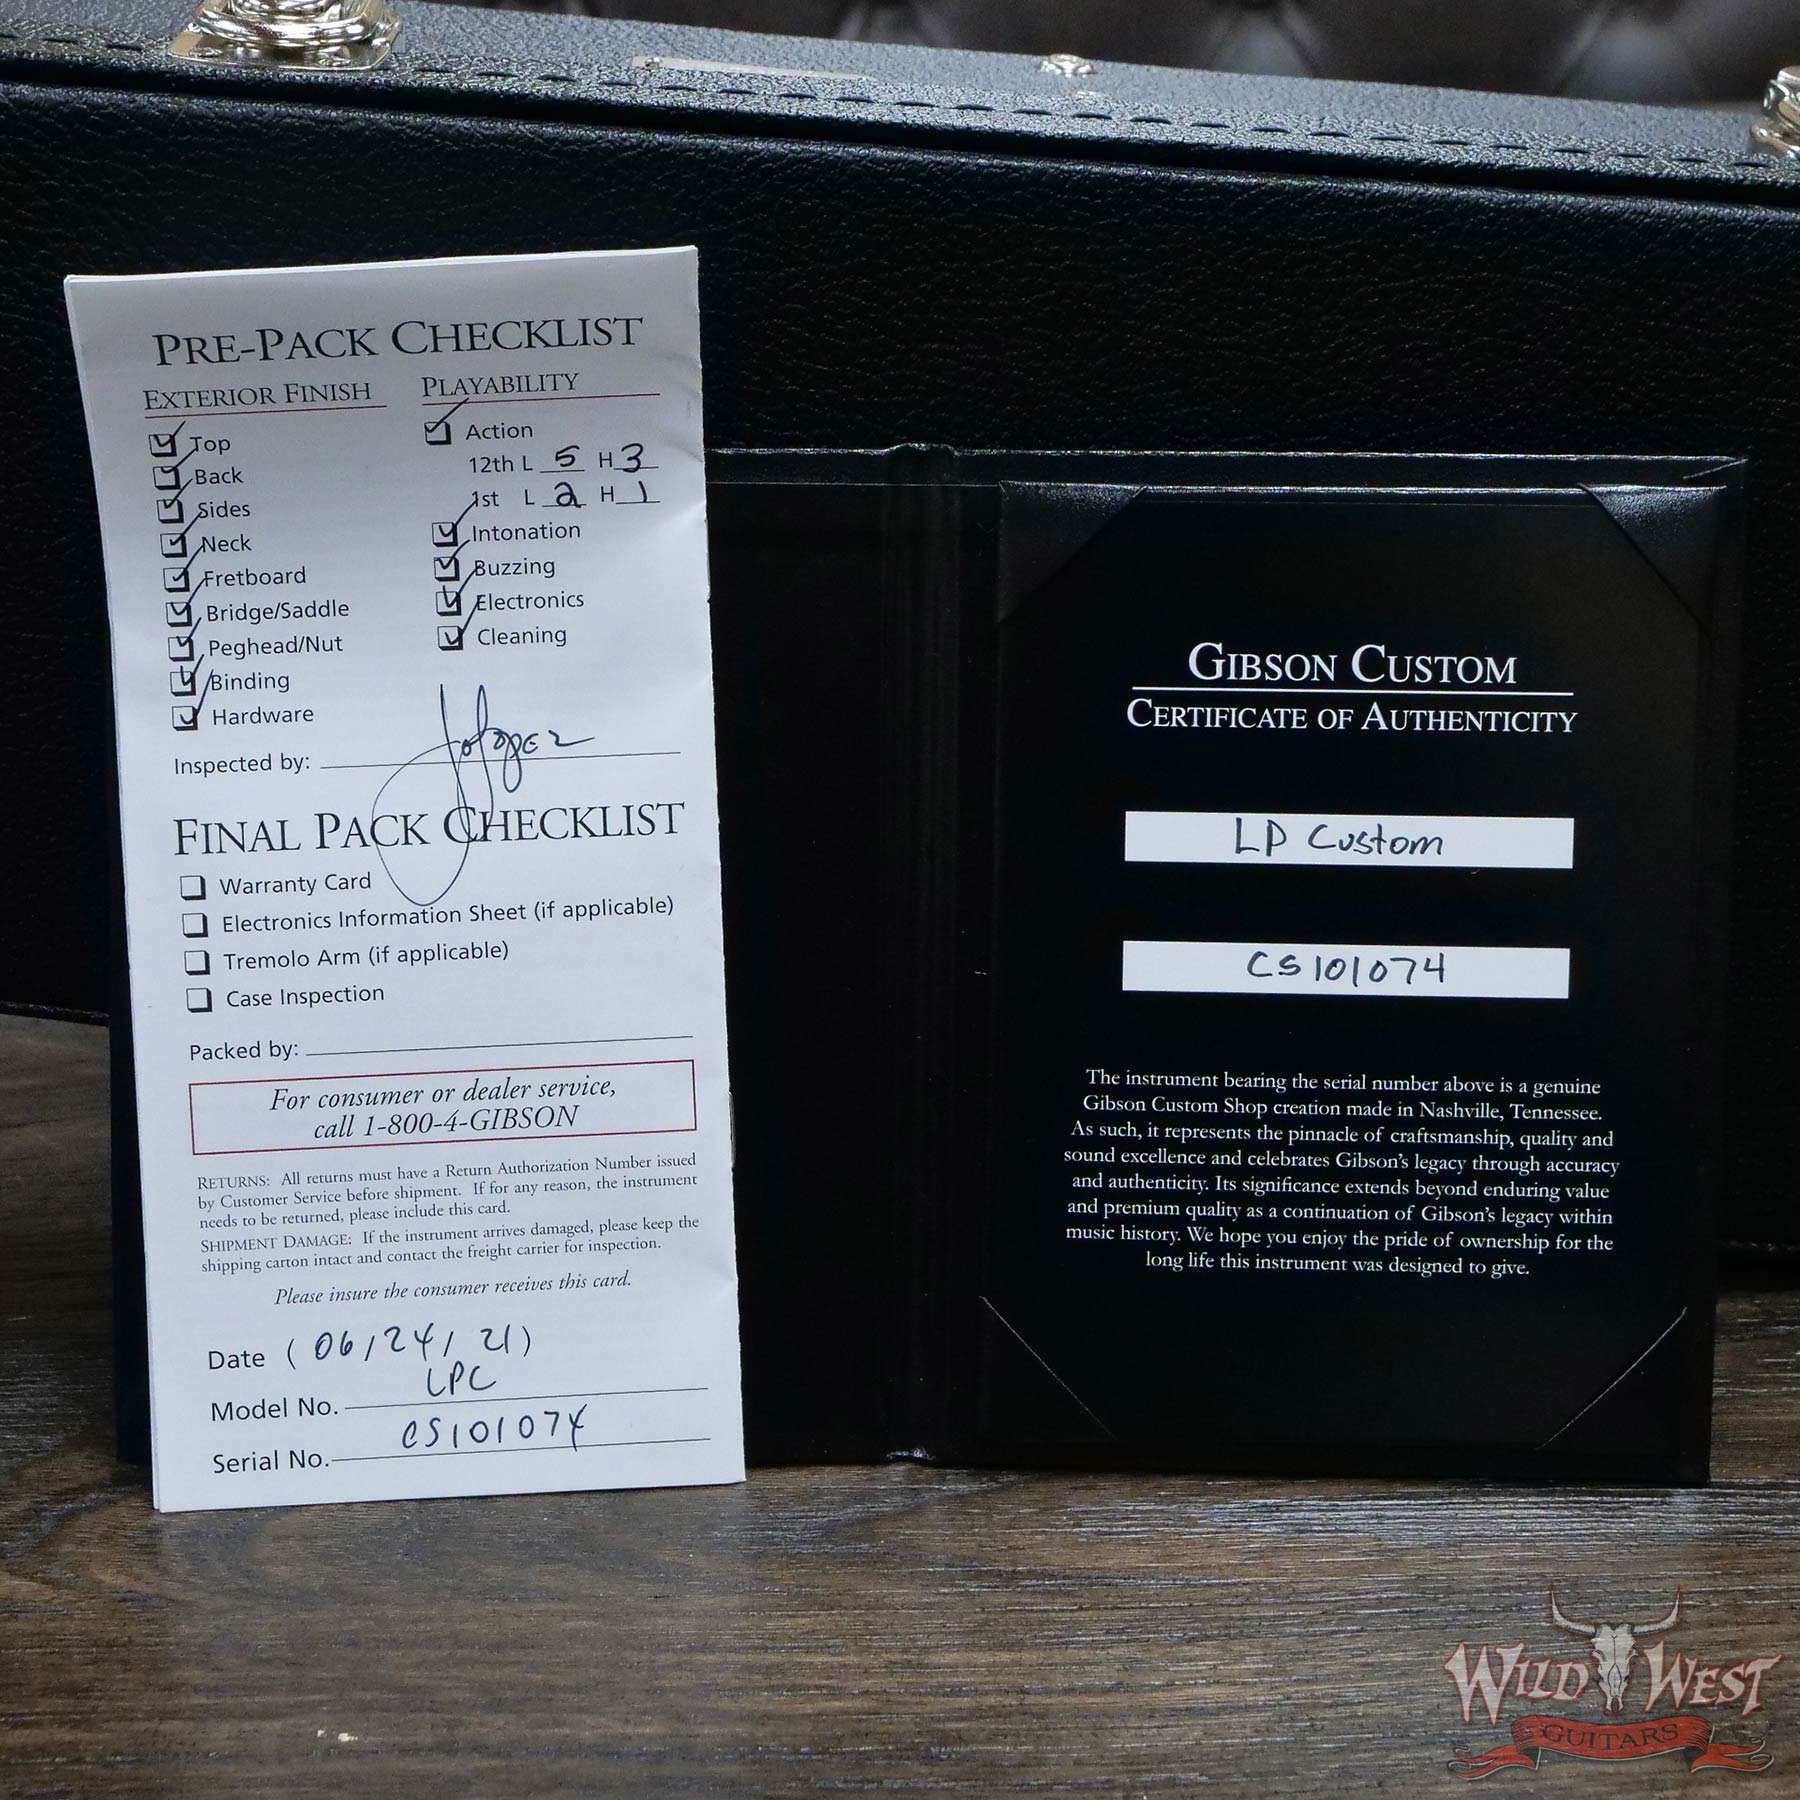 PRE-PACK CHECKLIST
EXTERIOR FINISH
Top
Back
Sides
Neck
Fretboard
Bridge/Saddle
Peghead/Nut
Binding
Hardware
PLAYABILITY
Action
12th L 5 H 3
1st L 2 H 1
Intonation
Buzzing
Electronics
Cleaning
Inspected by:
FINAL PACK CHECKLIST
Warranty Card
Electronics Information Sheet (if applicable)
Tremolo Arm (if applicable)
Case Inspection
Packed by:
For consumer or dealer service,
call 1-800-4-GIBSON
RETURNS: All returns must have a Return Authorization Number issued
by Customer Service before shipment. If for any reason, the instrument
needs to be returned, please include this card.
SHIPMENT DAMAGE: If the instrument arrives damaged, please keep the
shipping carton intact and contact the freight carrier for inspection.
Please insure the consumer receives this card.
Date (06/24/21)
Model No. LPC
Serial No. CS101074
GIBSON CUSTOM
CERTIFICATE OF AUTHENTICITY
LP Custom
CS101074
The instrument bearing the serial number above is a genuine
Gibson Custom Shop creation made in Nashville, Tennessee.
As such, it represents the pinnacle of craftsmanship, quality and
sound excellence and celebrates Gibson's legacy through accuracy
and authenticity. Its significance extends beyond enduring value
and premium quality as a continuation of Gibson's legacy within
music history. We hope you enjoy the pride of ownership for the
long life this instrument was designed to give.
WILD WEST
GUITARS